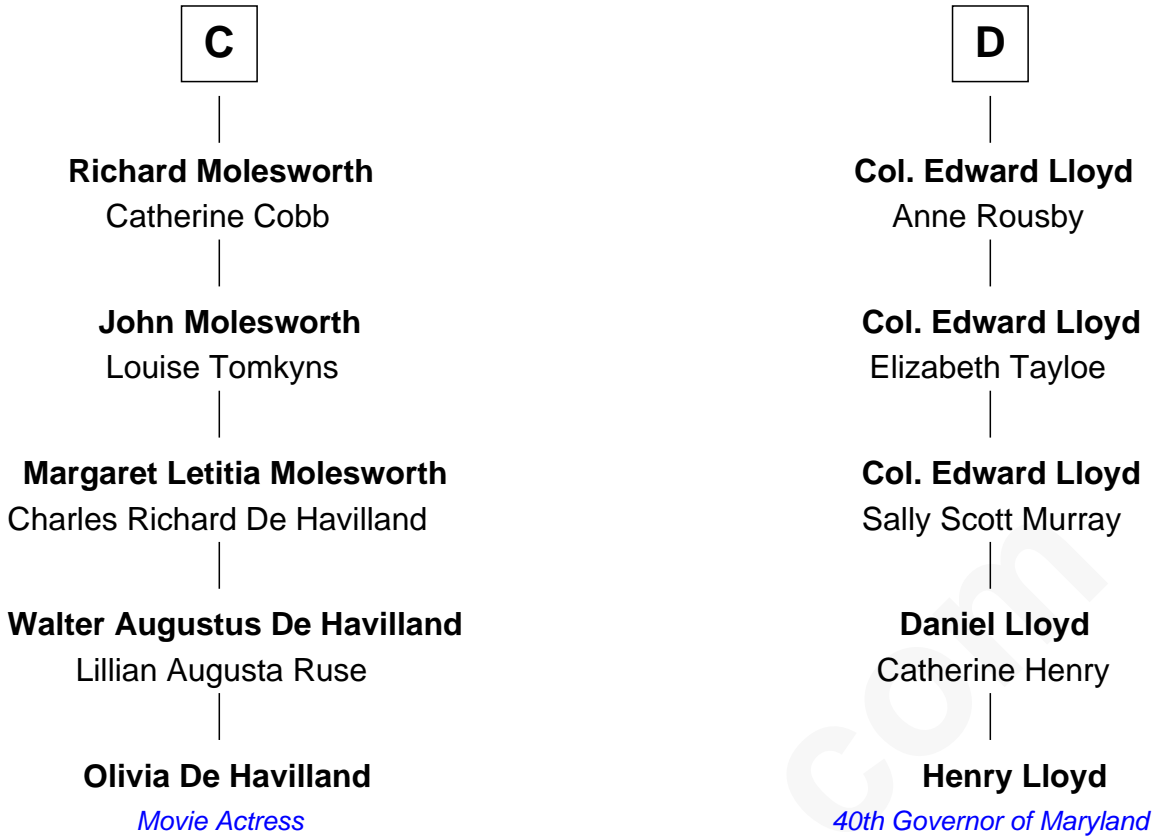 C
Richard Molesworth
Catherine Cobb
John Molesworth
Louise Tomkyns
Margaret Letitia Molesworth
Charles Richard De Havilland
Walter Augustus De Havilland
Lillian Augusta Ruse
Olivia De Havilland
Movie Actress
D
Col. Edward Lloyd
Anne Rousby
Col. Edward Lloyd
Elizabeth Tayloe
Col. Edward Lloyd
Sally Scott Murray
Daniel Lloyd
Catherine Henry
Henry Lloyd
40th Governor of Maryland
com